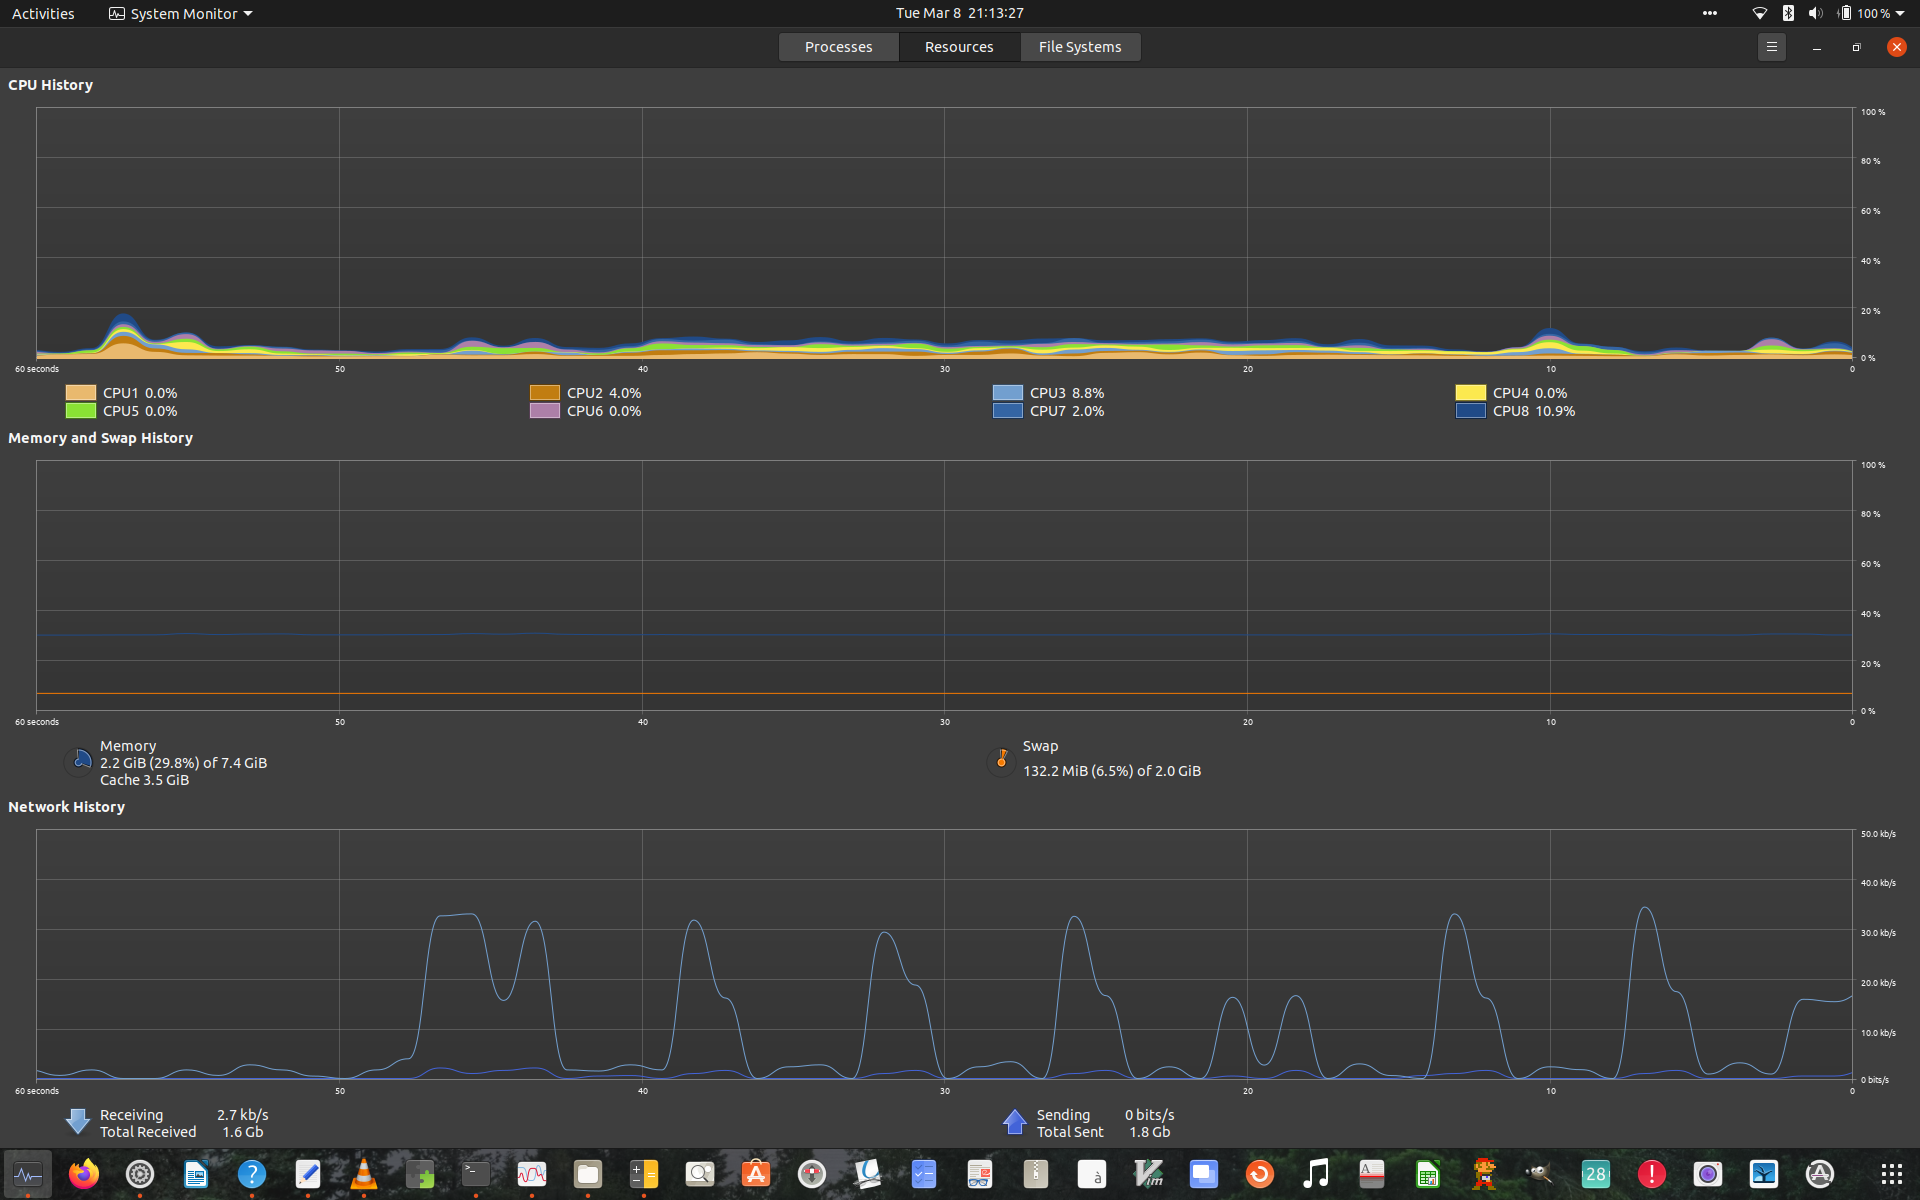 Activities System Monitor Tue Mar 8 21:13:27 100 %
Processes Resources File Systems
CPU History
100 %
80 %
60 %
40 %
20 %
0 %
60 seconds 50 40 30 20 10 0
CPU1 0.0% CPU2 4.0% CPU3 8.8% CPU4 0.0%
CPU5 0.0% CPU6 0.0% CPU7 2.0% CPU8 10.9%
Memory and Swap History
100 %
80 %
60 %
40 %
20 %
0 %
60 seconds 50 40 30 20 10 0
Memory
2.2 GiB (29.8%) of 7.4 GiB
Cache 3.5 GiB
Swap
132.2 MiB (6.5%) of 2.0 GiB
Network History
50.0 kb/s
40.0 kb/s
30.0 kb/s
20.0 kb/s
10.0 kb/s
0 bits/s
60 seconds 50 40 30 20 10 0
Receiving 2.7 kb/s
Total Received 1.6 Gb
Sending 0 bits/s
Total Sent 1.8 Gb
? >_ à Vim A 28 !